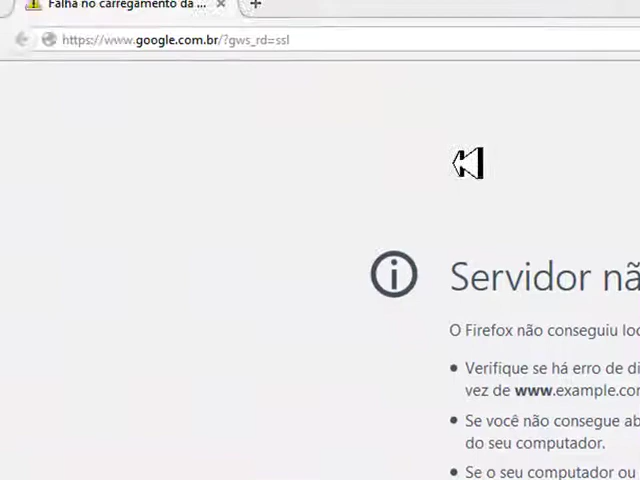 Falha no carregamento da ...
https://www.google.com.br/?gws_rd=ssl
Servidor nã
O Firefox não conseguiu loc
Verifique se há erro de di
vez de www.example.co
Se você não consegue ab
do seu computador.
Se o seu computador ou